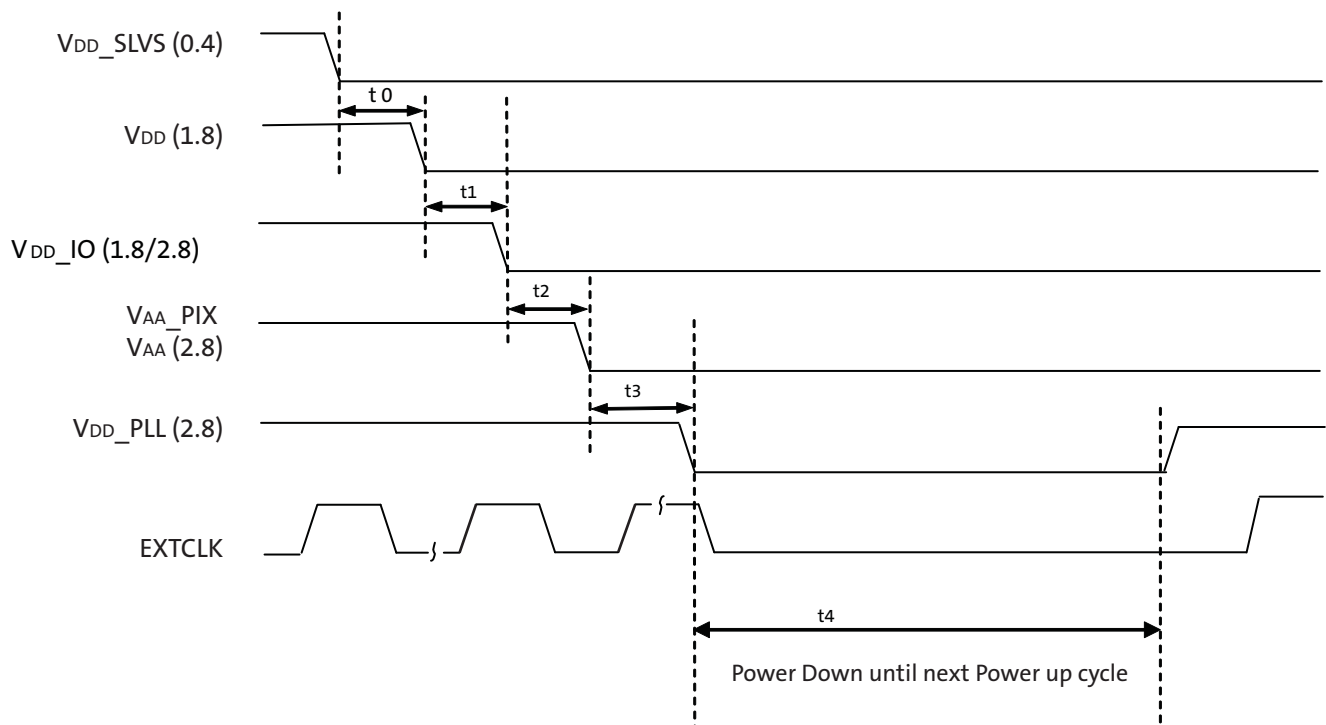 VDD_SLVS (0.4)
t 0
VDD (1.8)
t1
VDD_IO (1.8/2.8)
t2
VAA_PIX
VAA (2.8)
t3
VDD_PLL (2.8)
EXTCLK
t4
Power Down until next Power up cycle